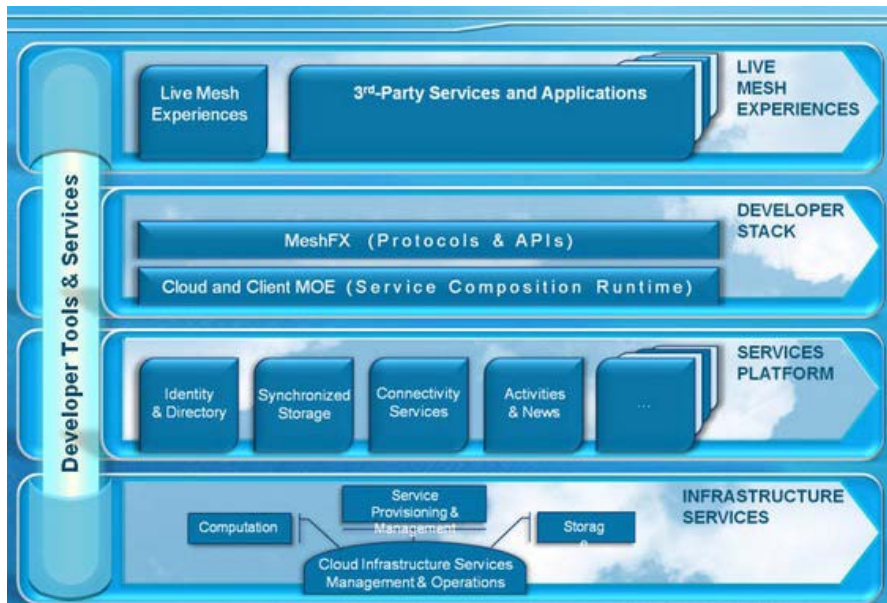 Developer Tools & Services
Live Mesh
Experiences
3rd-Party Services and Applications
LIVE
MESH
EXPERIENCES
MeshFX (Protocols & APIs)
Cloud and Client MOE (Service Composition Runtime)
DEVELOPER
STACK
Identity
& Directory
Synchronized
Storage
Connectivity
Services
Activities
& News
...
SERVICES
PLATFORM
Computation
Service
Provisioning &
Management
Storag
e
Cloud Infrastructure Services
Management & Operations
INFRASTRUCTURE
SERVICES